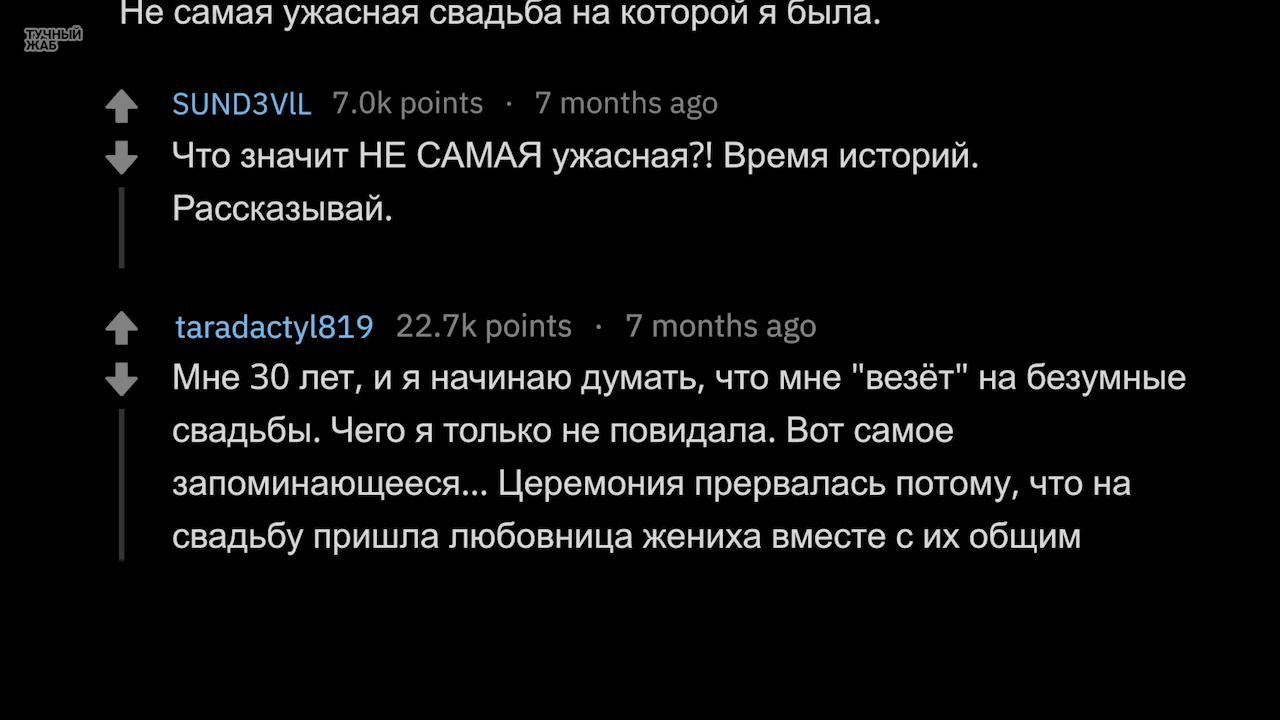 Не самая ужасная свадьба на которой я была.
ТУЧНЫЙ
ЖАБ
SUND3VlL 7.0k points · 7 months ago
Что значит НЕ САМАЯ ужасная?! Время историй.
Рассказывай.
taradactyl819 22.7k points · 7 months ago
Мне 30 лет, и я начинаю думать, что мне "везёт" на безумные
свадьбы. Чего я только не повидала. Вот самое
запоминающееся... Церемония прервалась потому, что на
свадьбу пришла любовница жениха вместе с их общим